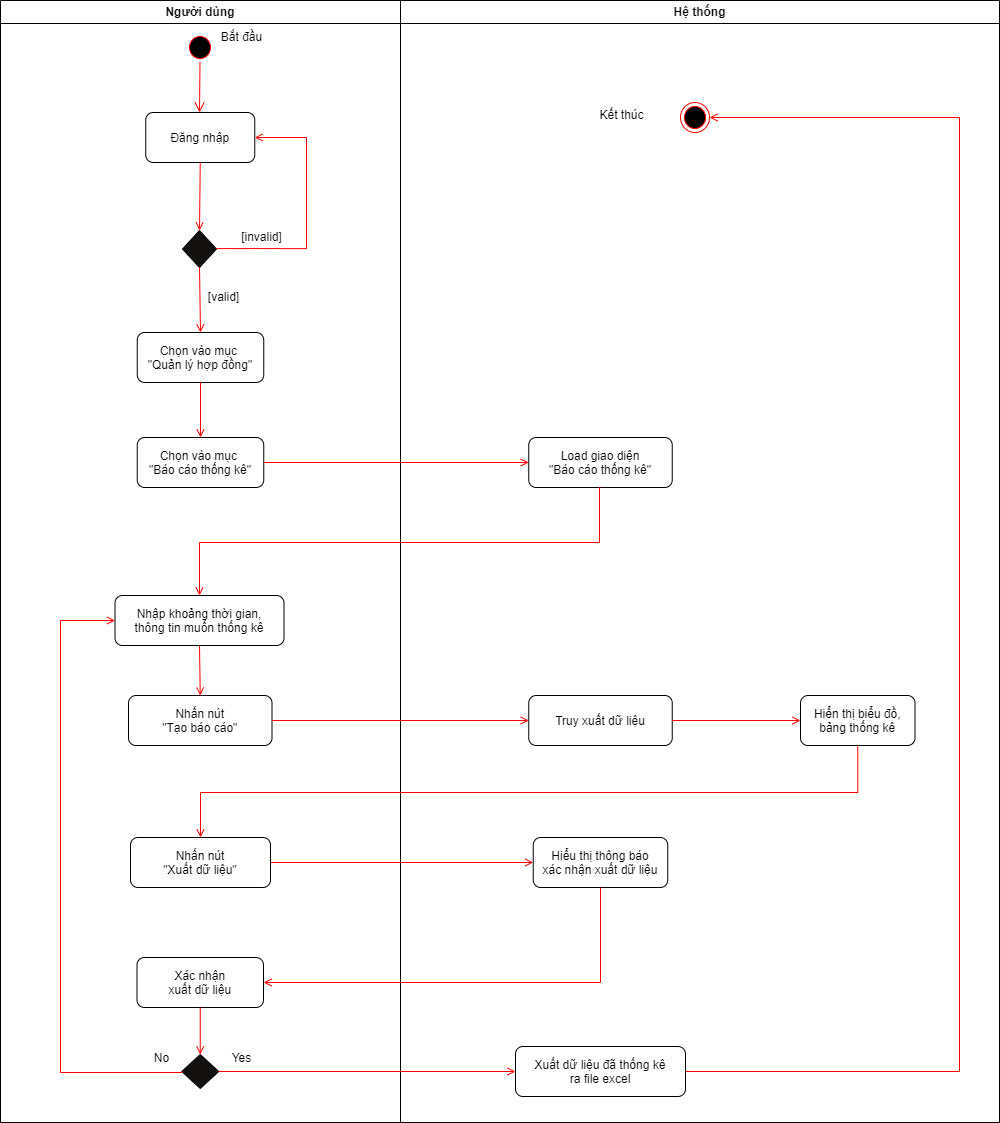 Người dùng
Hệ thống
Bắt đầu
Kết thúc
Đăng nhập
[invalid]
[valid]
Chọn vào mục
"Quản lý hợp đồng"
Chọn vào mục
"Báo cáo thống kê"
Load giao diện
"Báo cáo thống kê"
Nhập khoảng thời gian,
thông tin muốn thống kê
Nhấn nút
"Tạo báo cáo"
Truy xuất dữ liệu
Hiển thị biểu đồ,
bảng thống kê
Nhấn nút
"Xuất dữ liệu"
Hiểu thị thông báo
xác nhận xuất dữ liệu
Xác nhận
xuất dữ liệu
No
Yes
Xuất dữ liệu đã thống kê
ra file excel